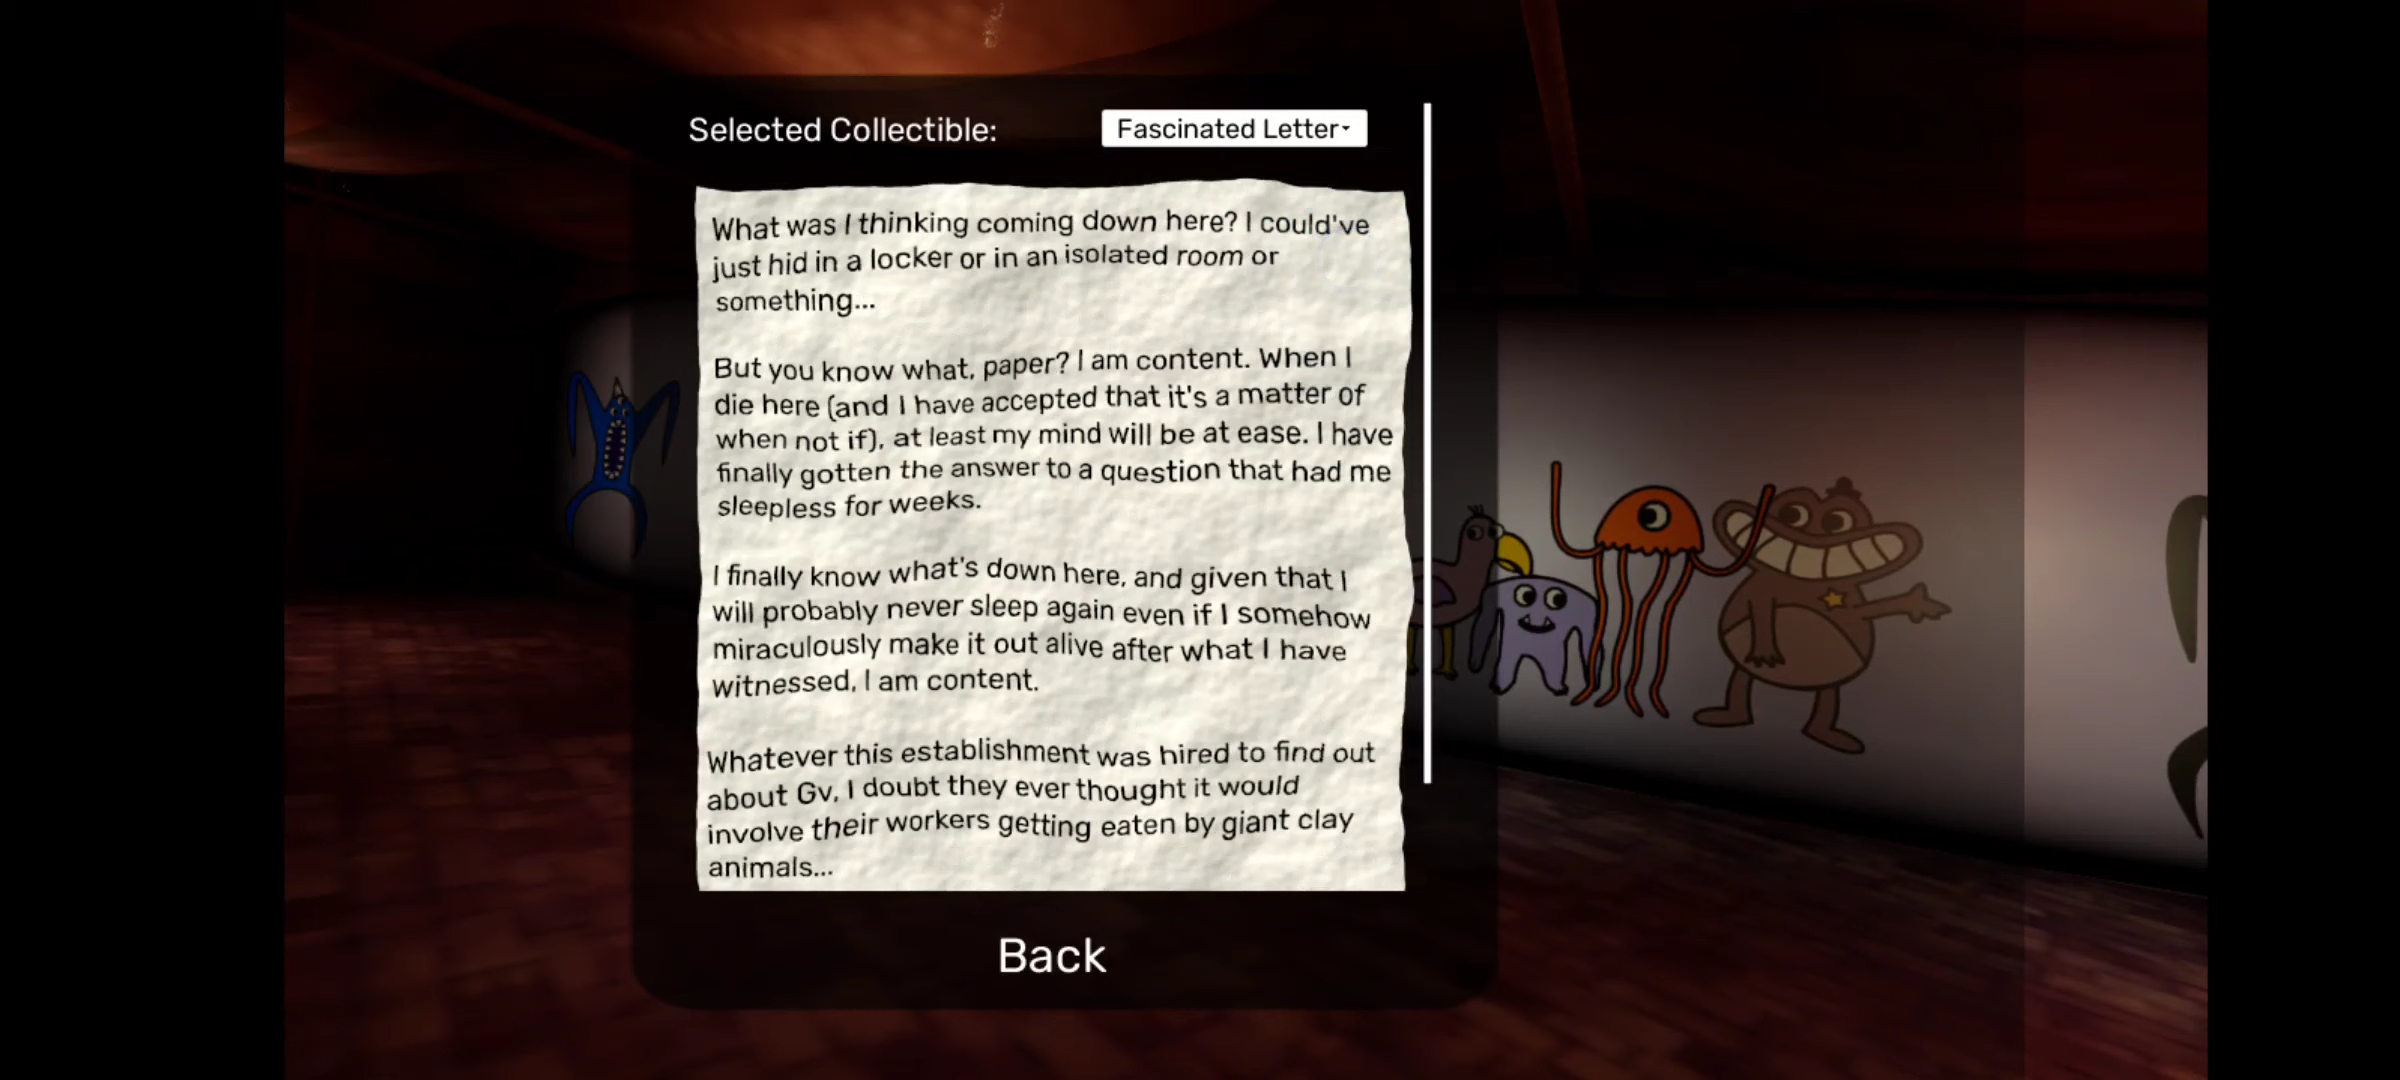 Selected Collectible:
Fascinated Letter
What was I thinking coming down here? I could've
just hid in a locker or in an isolated room or
something...
But you know what, paper? I am content. When I
die here (and I have accepted that it's a matter of
when not if), at least my mind will be at ease. I have
finally gotten the answer to a question that had me
sleepless for weeks.
I finally know what's down here, and given that I
will probably never sleep again even if I somehow
miraculously make it out alive after what I have
witnessed, I am content.
Whatever this establishment was hired to find out
about Gv, I doubt they ever thought it would
involve their workers getting eaten by giant clay
animals...
Back